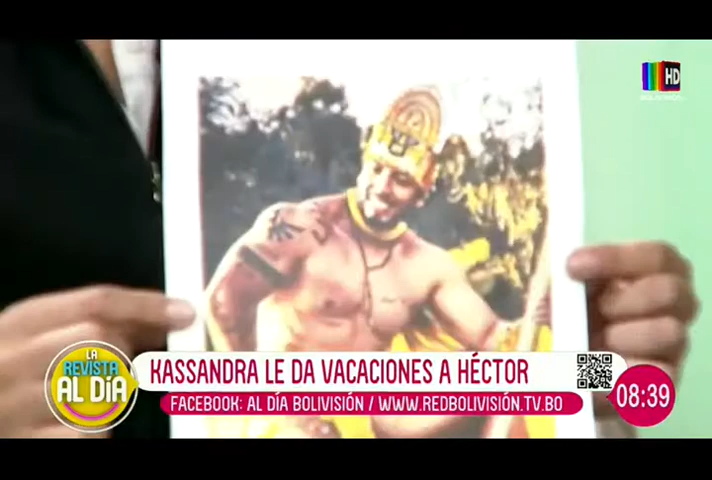 HD
LA
REVISTA
AL DÍA
KASSANDRA LE DA VACACIONES A HÉCTOR
FACEBOOK: AL DÍA BOLIVISIÓN / WWW.REDBOLIVISIÓN.TV.BO
08:39